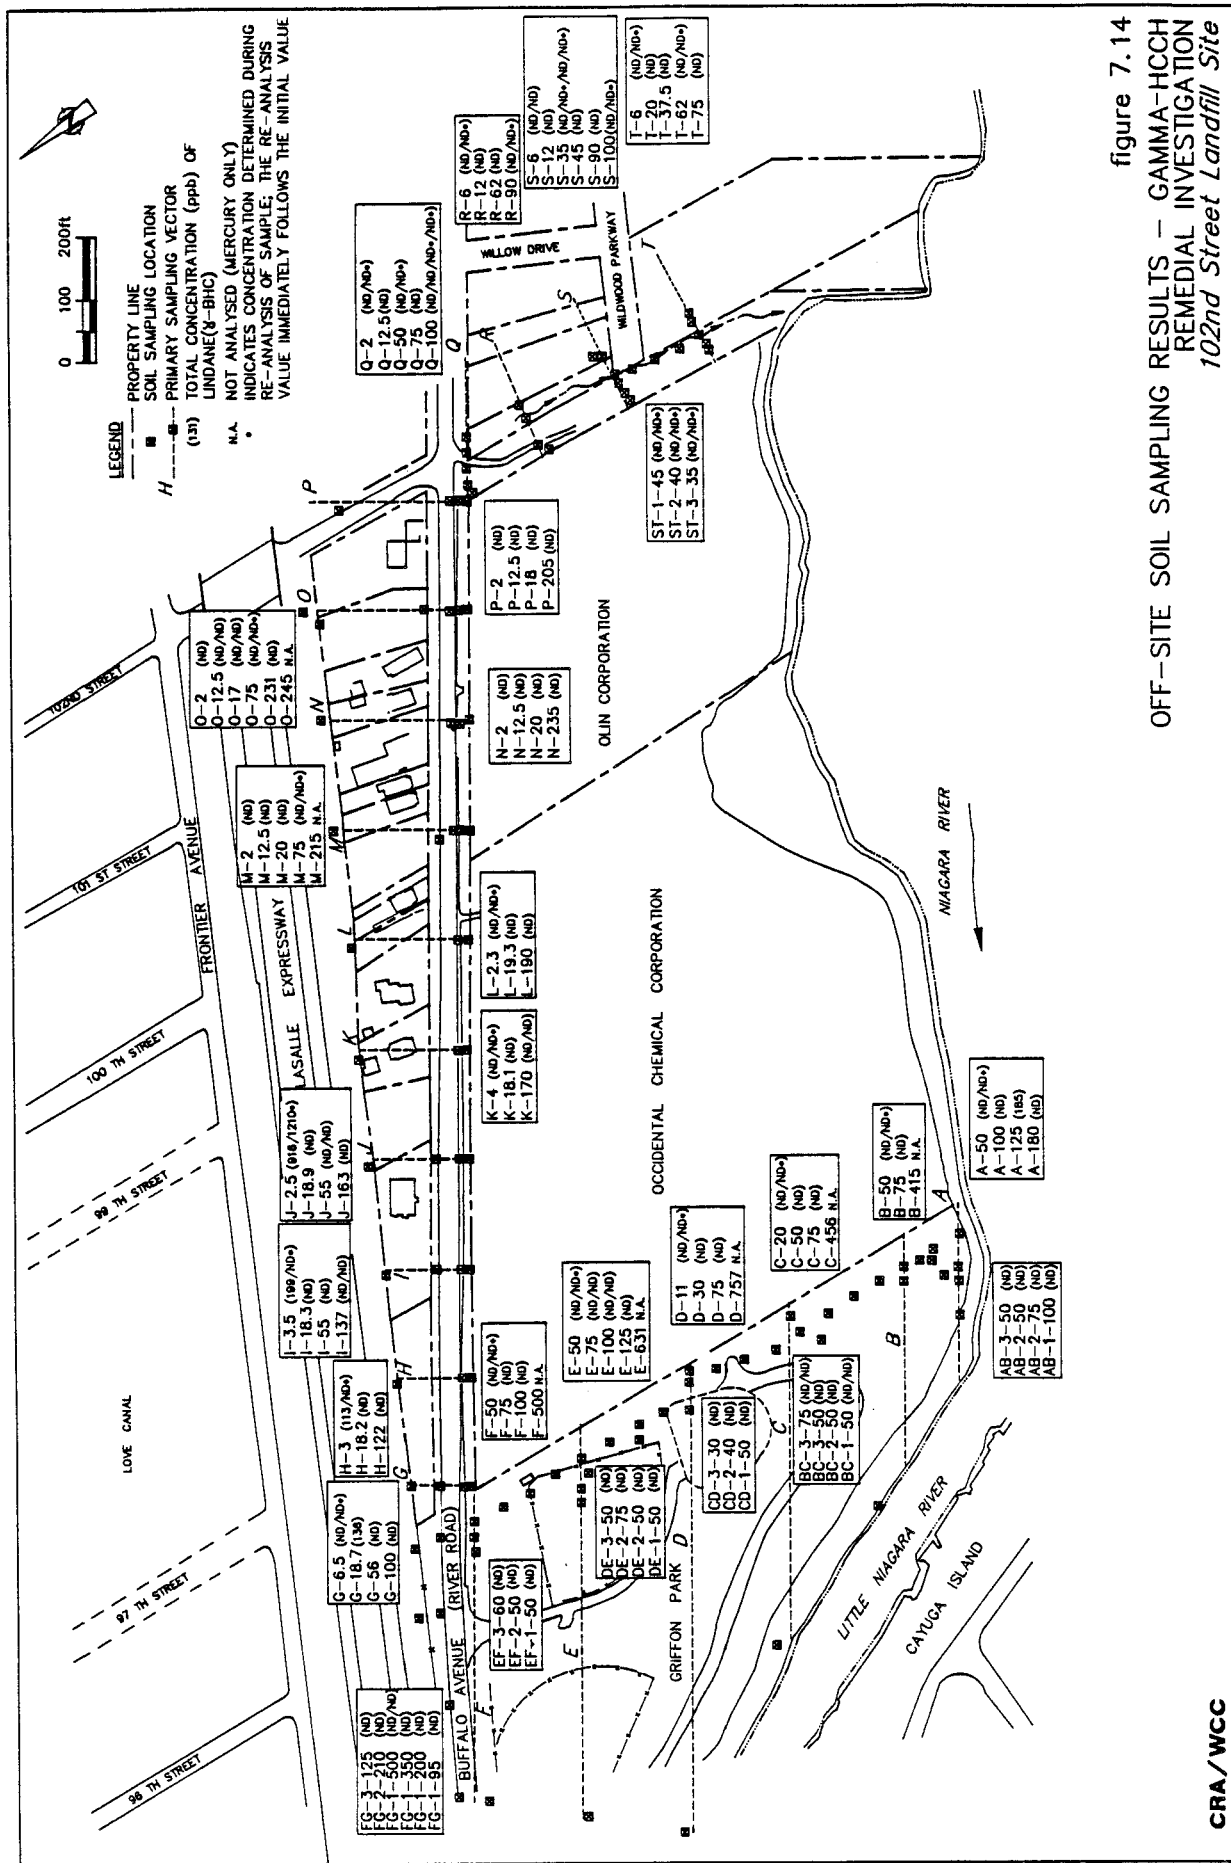 figure 7.14
OFF-SITE SOIL SAMPLING RESULTS - GAMMA-HCCH
REMEDIAL INVESTIGATION
102nd Street Landfill Site
CRA/WCC
0 100 200ft
LEGEND
PROPERTY LINE
SOIL SAMPLING LOCATION
H PRIMARY SAMPLING VECTOR
(131) TOTAL CONCENTRATION (ppb) OF
LINDANE(γ-BHC)
N.A. NOT ANALYSED (MERCURY ONLY)
* INDICATES CONCENTRATION DETERMINED DURING
RE-ANALYSIS OF SAMPLE; THE RE-ANALYSIS
VALUE IMMEDIATELY FOLLOWS THE INITIAL VALUE
96 TH STREET
97 TH STREET
LOVE CANAL
99 TH STREET
100 TH STREET
101 ST STREET
102ND STREET
FRONTIER AVENUE
LASALLE EXPRESSWAY
FG-3-125 (ND)
FG-2-210 (ND)
FG-1-500 (ND/ND)
FG-1-350 (ND)
FG-1-200 (ND)
FG-1-95 (ND)
G-6.5 (ND/ND*)
G-18.7 (138)
G-56 (ND)
G-100 (ND)
H-3 (113/ND*)
H-18.2 (ND)
H-122 (ND)
I-3.5 (199/ND*)
I-18.3 (ND)
I-55 (ND)
I-137 (ND/ND)
J-2.5 (918/1210*)
J-18.9 (ND)
J-55 (ND/ND)
J-163 (ND)
M-2 (ND)
M-12.5 (ND)
M-20 (ND)
M-75 (ND/ND*)
M-215 N.A.
O-2 (ND)
O-12.5 (ND/ND)
O-17 (ND/ND)
O-75 (ND/ND*)
O-231 (ND)
O-245 N.A.
Q-2 (ND/ND*)
Q-12.5 (ND)
Q-50 (ND/ND*)
Q-75 (ND)
Q-100 (ND/ND/ND*/ND*)
R-6 (ND/ND*)
R-12 (ND)
R-62 (ND)
R-90 (ND/ND*)
S-6 (ND/ND)
S-12 (ND)
S-35 (ND/ND*/ND/ND*)
S-45 (ND)
S-90 (ND)
S-100 (ND/ND*)
T-6 (ND/ND*)
T-20 (ND)
T-37.5 (ND)
T-62 (ND/ND*)
T-75 (ND)
G
H
I
J
K
L
M
N
O
P
Q
R
S
T
WILLOW DRIVE
WILDWOOD PARKWAY
BUFFALO AVENUE (RIVER ROAD)
F
EF-3-60 (ND)
EF-2-50 (ND)
EF-1-50 (ND)
F-50 (ND/ND*)
F-75 (ND)
F-100 (ND)
F-500 N.A.
K-4 (ND/ND*)
K-18.1 (ND)
K-170 (ND/ND)
L-2.3 (ND/ND*)
L-19.3 (ND)
L-190 (ND)
N-2 (ND)
N-12.5 (ND)
N-20 (ND)
N-235 (ND)
P-2 (ND)
P-12.5 (ND)
P-18 (ND)
P-205 (ND)
ST-1-45 (ND/ND*)
ST-2-40 (ND/ND*)
ST-3-35 (ND/ND*)
OLIN CORPORATION
OCCIDENTAL CHEMICAL CORPORATION
E
E-50 (ND/ND*)
E-75 (ND/ND)
E-100 (ND/ND)
E-125 (ND)
E-631 N.A.
DE-3-50 (ND)
DE-2-75 (ND)
DE-2-50 (ND)
DE-1-50 (ND)
GRIFFON PARK
D
D-11 (ND/ND*)
D-30 (ND)
D-75 (ND)
D-757 N.A.
CD-3-30 (ND)
CD-2-40 (ND)
CD-1-50 (ND)
C
C-20 (ND/ND*)
C-50 (ND)
C-75 (ND)
C-456 N.A.
BC-3-75 (ND/ND)
BC-3-50 (ND)
BC-2-50 (ND)
BC-1-50 (ND/ND)
B
B-50 (ND/ND*)
B-75 (ND)
B-415 N.A.
A
A-50 (ND/ND*)
A-100 (ND)
A-125 (185)
A-180 (ND)
AB-3-50 (ND)
AB-2-50 (ND)
AB-2-75 (ND)
AB-1-100 (ND)
NIAGARA RIVER
LITTLE NIAGARA RIVER
CAYUGA ISLAND